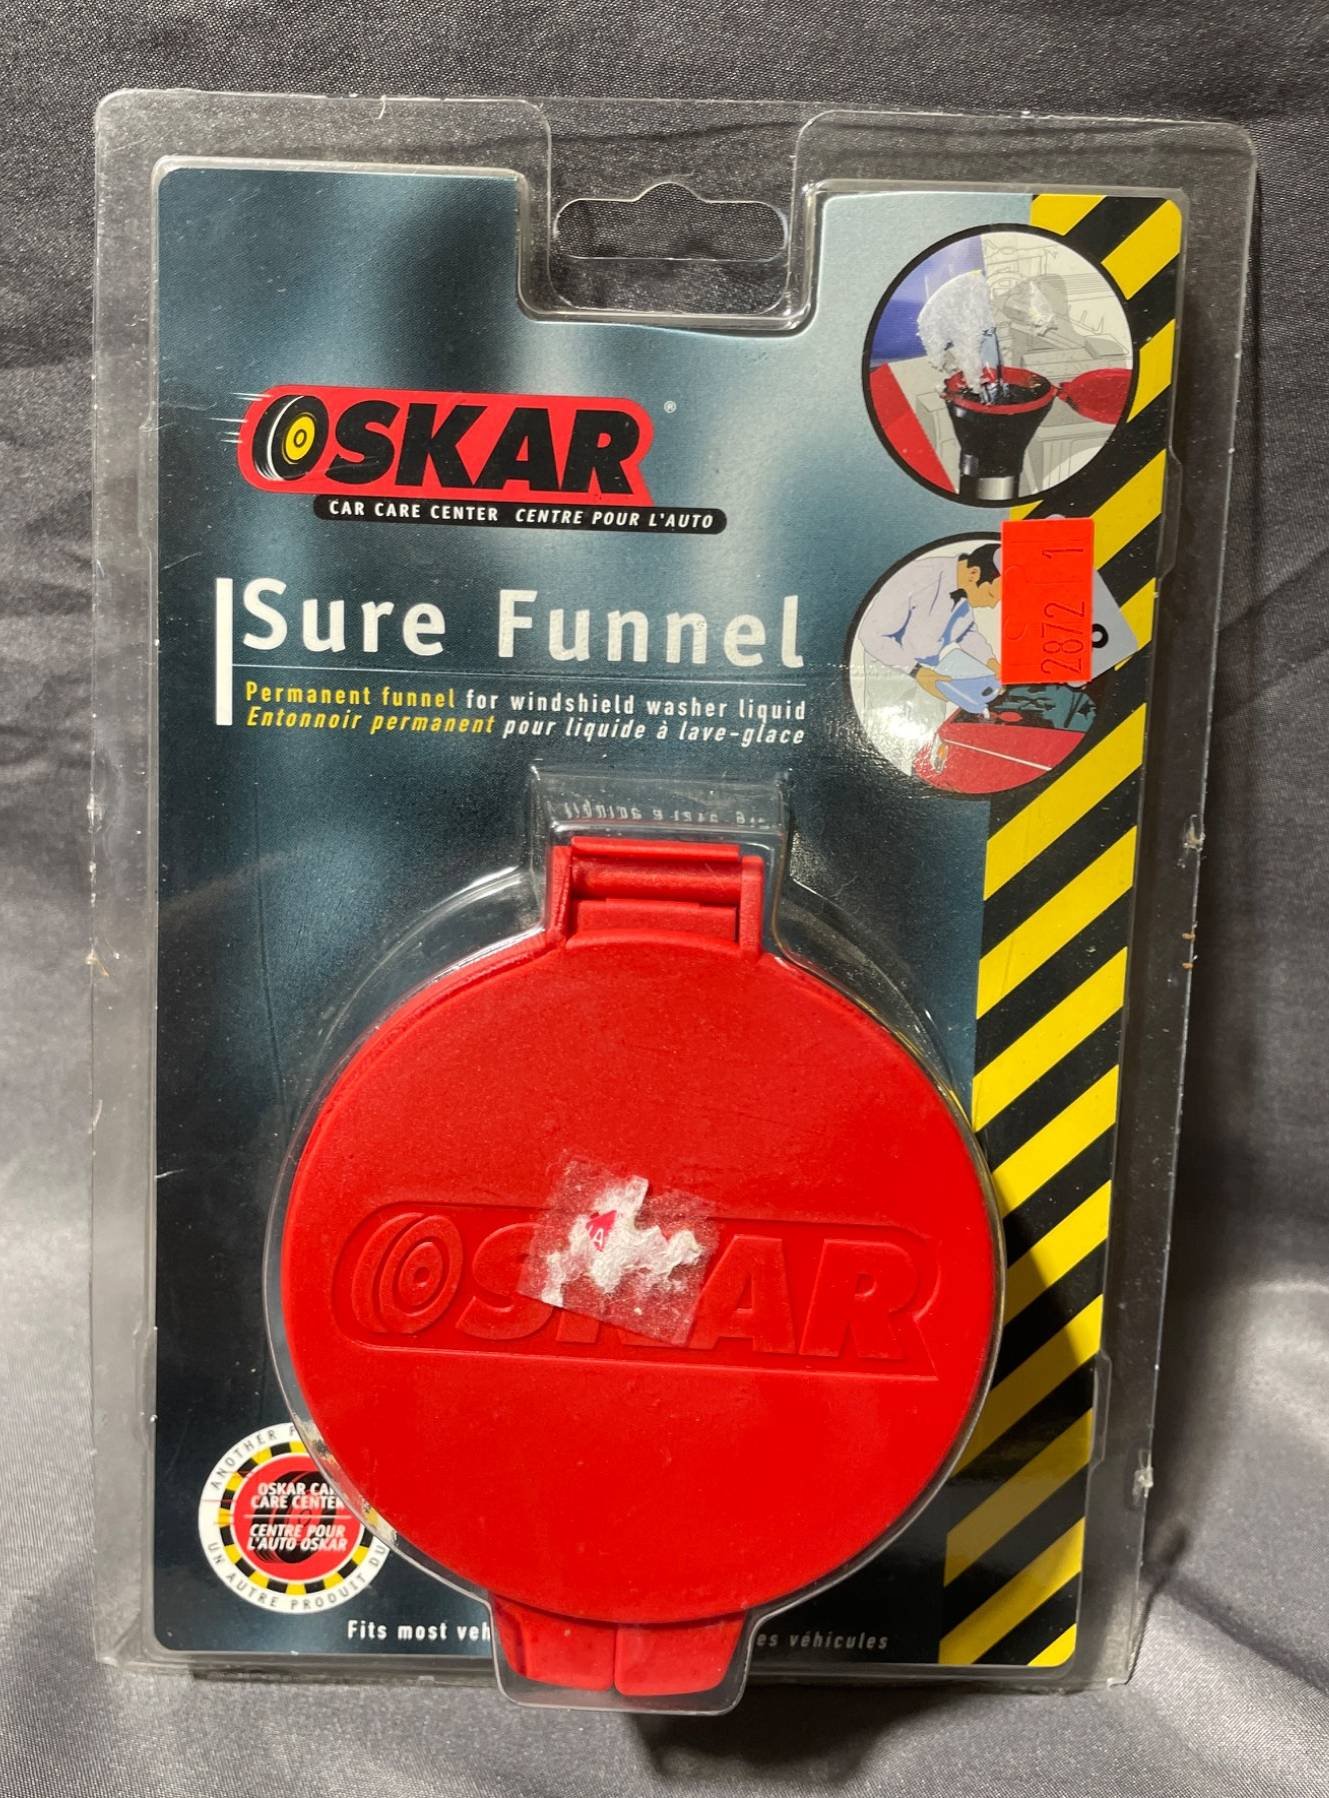 OSKAR®
CAR CARE CENTER CENTRE POUR L'AUTO
Sure Funnel
Permanent funnel for windshield washer liquid
Entonnoir permanent pour liquide à lave-glace
2872 1
OSKAR
ANOTHER
OSKAR CAR
CARE CENTER
CENTRE POUR
L'AUTO OSKAR
UN AUTRE PRODUIT DU
Fits most
véhicules